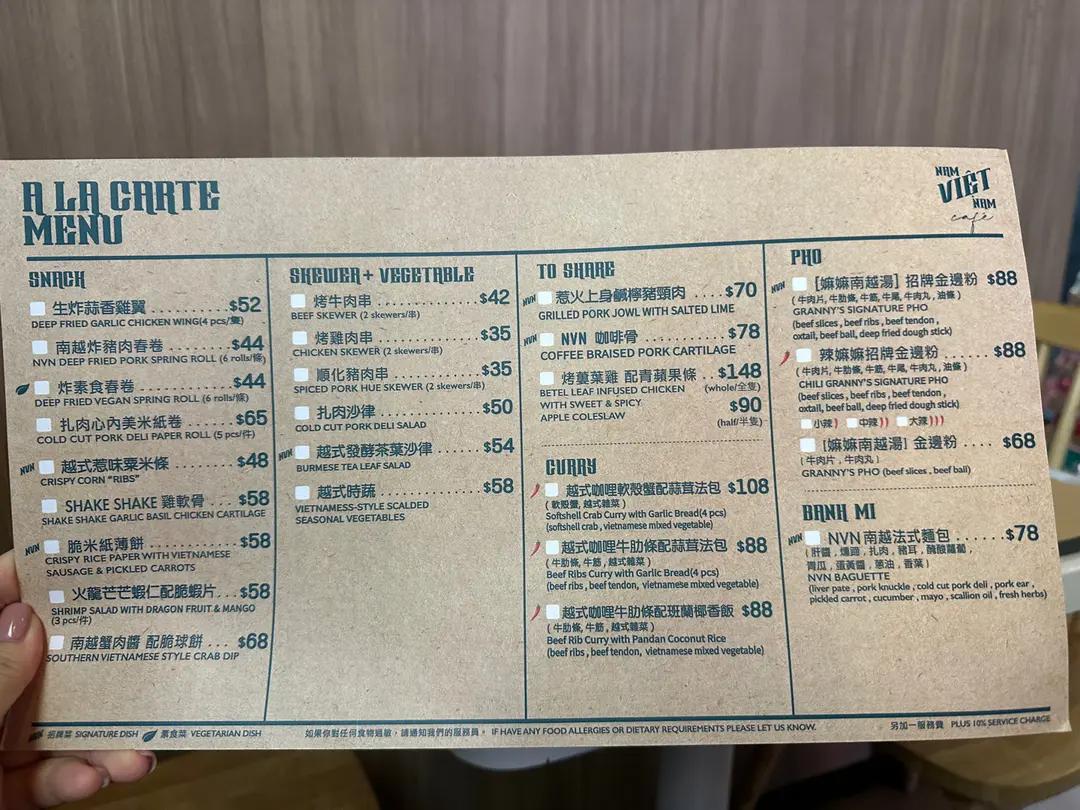 A LA CARTE
MENU
NAM
VIỆT
NAM
café
SNACK
生炸蒜香雞翼 $52
DEEP FRIED GARLIC CHICKEN WING(4 pcs/隻)
南越炸豬肉春卷 $44
NVN DEEP FRIED PORK SPRING ROLL (6 rolls/條)
炸素食春卷 $44
DEEP FRIED VEGAN SPRING ROLL (6 rolls/條)
扎肉心內美米紙卷 $65
COLD CUT PORK DELI PAPER ROLL (5 pcs/件)
NVN 越式惹味粟米條 $48
CRISPY CORN "RIBS"
SHAKE SHAKE 雞軟骨 $58
SHAKE SHAKE GARLIC BASIL CHICKEN CARTILAGE
NVN 脆米紙薄餅 $58
CRISPY RICE PAPER WITH VIETNAMESE
SAUSAGE & PICKLED CARROTS
火龍芒芒蝦仁配脆蝦片 $58
SHRIMP SALAD WITH DRAGON FRUIT & MANGO
(3 pcs/件)
南越蟹肉醬 配脆球餅 $68
SOUTHERN VIETNAMESE STYLE CRAB DIP
SKEWER + VEGETABLE
烤牛肉串 $42
BEEF SKEWER (2 skewers/串)
烤雞肉串 $35
CHICKEN SKEWER (2 skewers/串)
順化豬肉串 $35
SPICED PORK HUE SKEWER (2 skewers/串)
扎肉沙律 $50
COLD CUT PORK DELI SALAD
NVN 越式發酵茶葉沙律 $54
BURMESE TEA LEAF SALAD
越式時蔬 $58
VIETNAMESS-STYLE SCALDED
SEASONAL VEGETABLES
TO SHARE
NVN 惹火上身鹹檸豬頸肉 $70
GRILLED PORK JOWL WITH SALTED LIME
NVN NVN 咖啡骨 $78
COFFEE BRAISED PORK CARTILAGE
烤蔞葉雞 配青蘋果條 $148
BETEL LEAF INFUSED CHICKEN (whole/全隻)
WITH SWEET & SPICY $90
APPLE COLESLAW (half/半隻)
CURRY
越式咖哩軟殼蟹配蒜茸法包 $108
( 軟殼蟹, 越式雜菜 )
Softshell Crab Curry with Garlic Bread(4 pcs)
(softshell crab , vietnamese mixed vegetable)
越式咖哩牛肋條配蒜茸法包 $88
( 牛肋條, 牛筋 , 越式雜菜 )
Beef Ribs Curry with Garlic Bread(4 pcs)
(beef ribs , beef tendon, vietnamese mixed vegetable)
越式咖哩牛肋條配班蘭椰香飯 $88
( 牛肋條, 牛筋 , 越式雜菜 )
Beef Rib Curry with Pandan Coconut Rice
(beef ribs , beef tendon, vietnamese mixed vegetable)
PHO
NVN [嫲嫲南越湯] 招牌金邊粉 $88
( 牛肉片 , 牛肋條 , 牛筋 , 牛尾 , 牛肉丸 , 油條 )
GRANNY'S SIGNATURE PHO
(beef slices , beef ribs , beef tendon ,
oxtail, beef ball, deep fried dough stick)
辣嫲嫲招牌金邊粉 $88
( 牛肉片 , 牛肋條 , 牛筋 , 牛尾 , 牛肉丸 , 油條 )
CHILI GRANNY'S SIGNATURE PHO
(beef slices , beef ribs , beef tendon ,
oxtail, beef ball, deep fried dough stick)
小辣 中辣 大辣
[嫲嫲南越湯] 金邊粉 $68
( 牛肉片 , 牛肉丸 )
GRANNY'S PHO (beef slices , beef ball)
BANH MI
NVN NVN 南越法式麵包 $78
( 肝醬 , 燻蹄 , 扎肉 , 豬耳 , 醃酸蘿蔔 ,
青瓜 , 蛋黃醬 , 蔥油 , 香葉 )
NVN BAGUETTE
(liver pate , pork knuckle , cold cut pork deli , pork ear ,
pickled carrot , cucumber , mayo , scallion oil , fresh herbs)
NVN 招牌菜 SIGNATURE DISH 素食菜 VEGETARIAN DISH
如果你對任何食物過敏，請通知我們的服務員。 IF HAVE ANY FOOD ALLERGIES OR DIETARY REQUIREMENTS PLEASE LET US KNOW.
另加一服務費 PLUS 10% SERVICE CHARGE